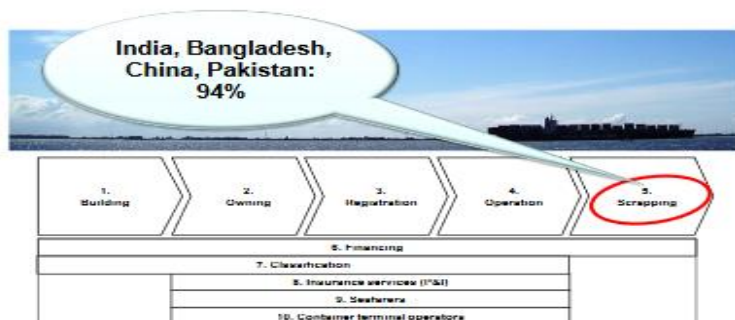 India, Bangladesh,
China, Pakistan:
94%
1.
Building
2.
Owning
3.
Registration
4.
Operation
5.
Scrapping
6. Financing
7. Classification
8. Insurance services (P&I)
9. Seafarers
10. Container terminal operators